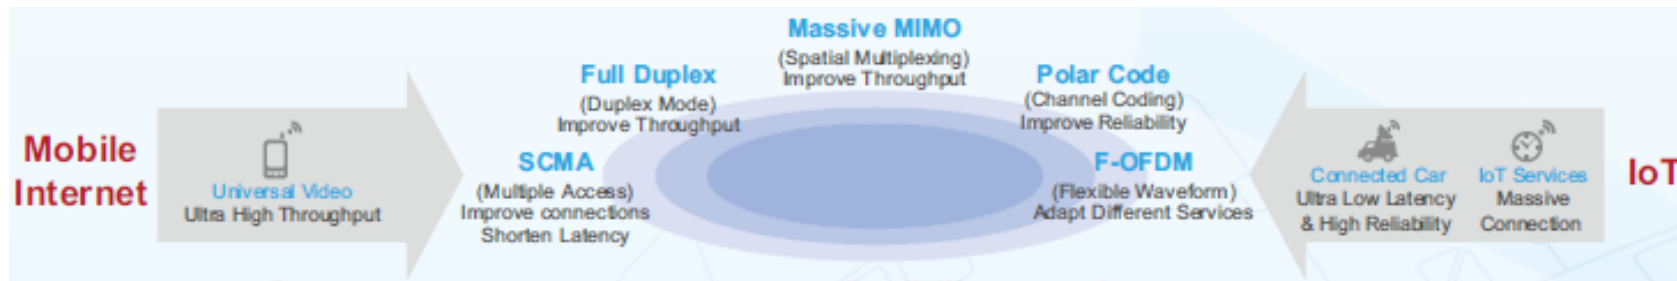 Mobile
Internet
Universal Video
Ultra High Throughput
SCMA
(Multiple Access)
Improve connections
Shorten Latency
Full Duplex
(Duplex Mode)
Improve Throughput
Massive MIMO
(Spatial Multiplexing)
Improve Throughput
Polar Code
(Channel Coding)
Improve Reliability
F-OFDM
(Flexible Waveform)
Adapt Different Services
Connected Car
Ultra Low Latency
& High Reliability
IoT Services
Massive
Connection
IoT